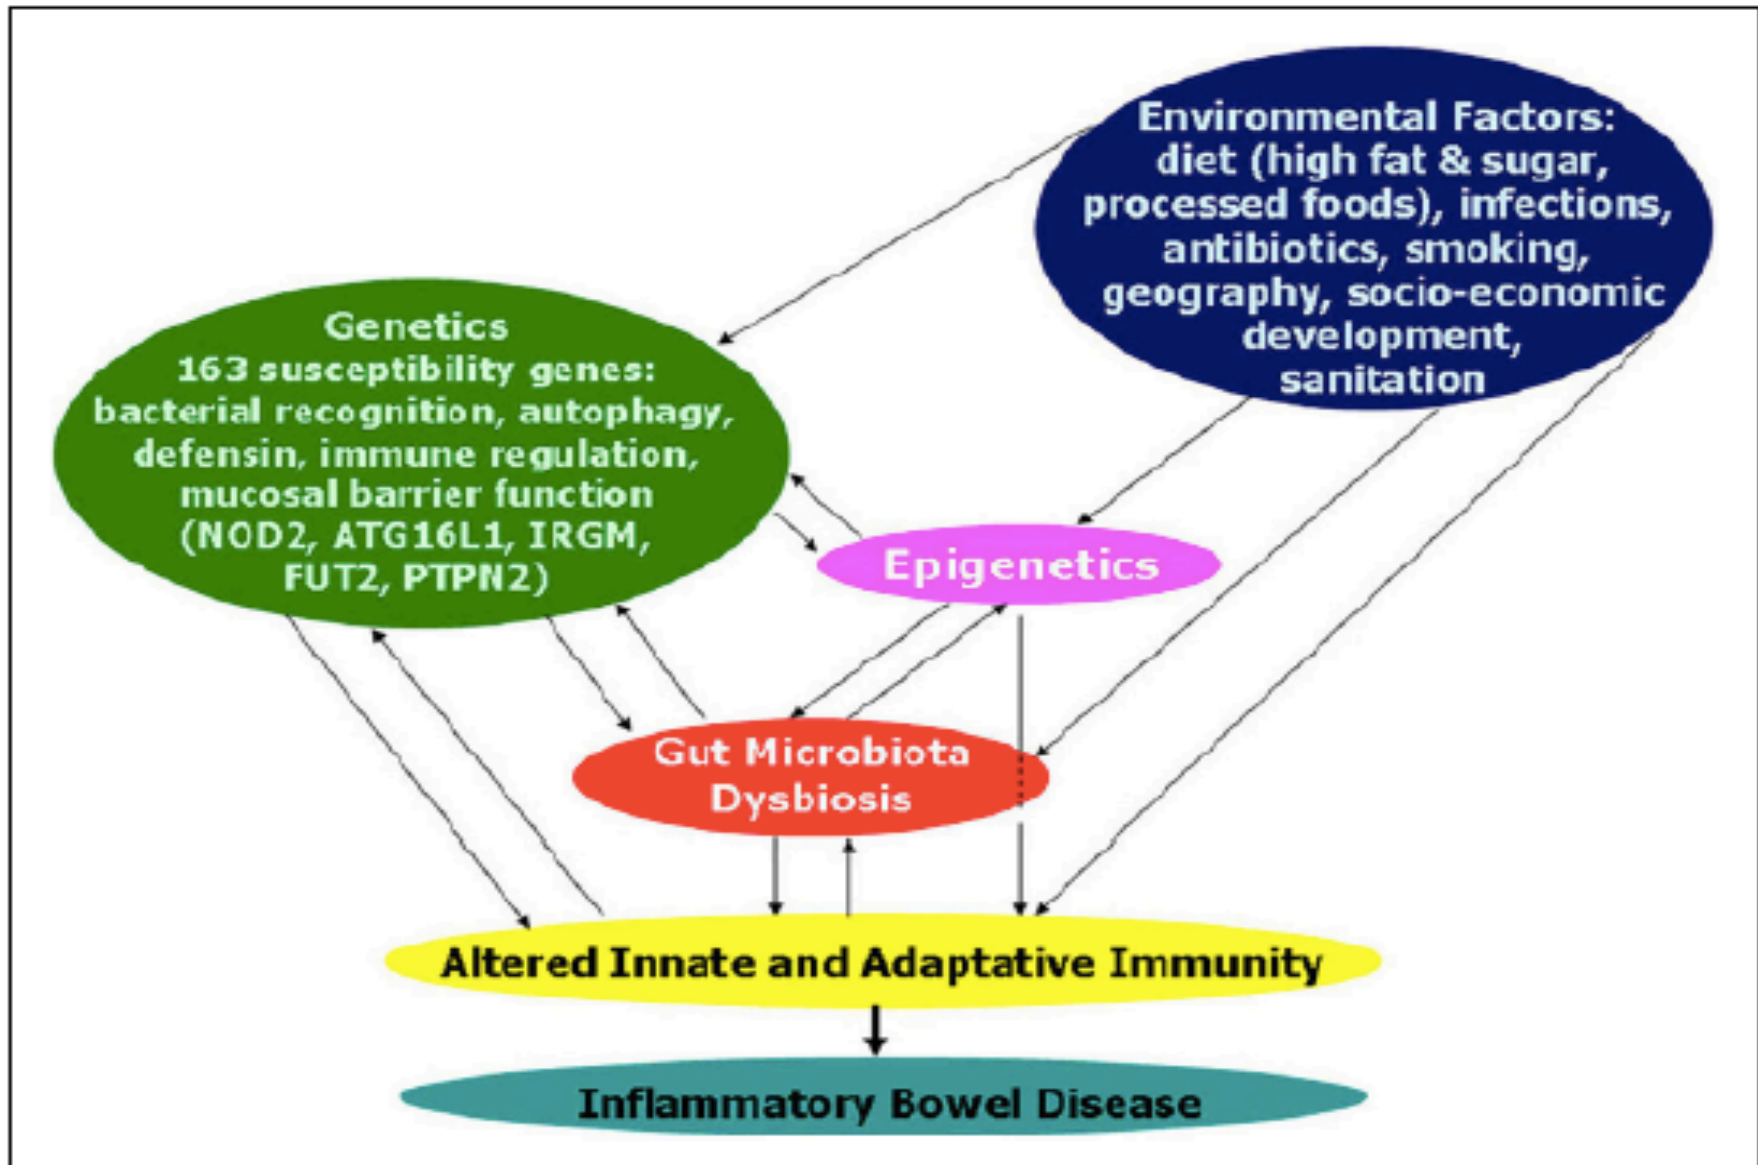 Environmental Factors:
diet (high fat & sugar,
processed foods), infections,
antibiotics, smoking,
geography, socio-economic
development,
sanitation
Genetics
163 susceptibility genes:
bacterial recognition, autophagy,
defensin, immune regulation,
mucosal barrier function
(NOD2, ATG16L1, IRGM,
FUT2, PTPN2)
Epigenetics
Gut Microbiota
Dysbiosis
Altered Innate and Adaptative Immunity
Inflammatory Bowel Disease